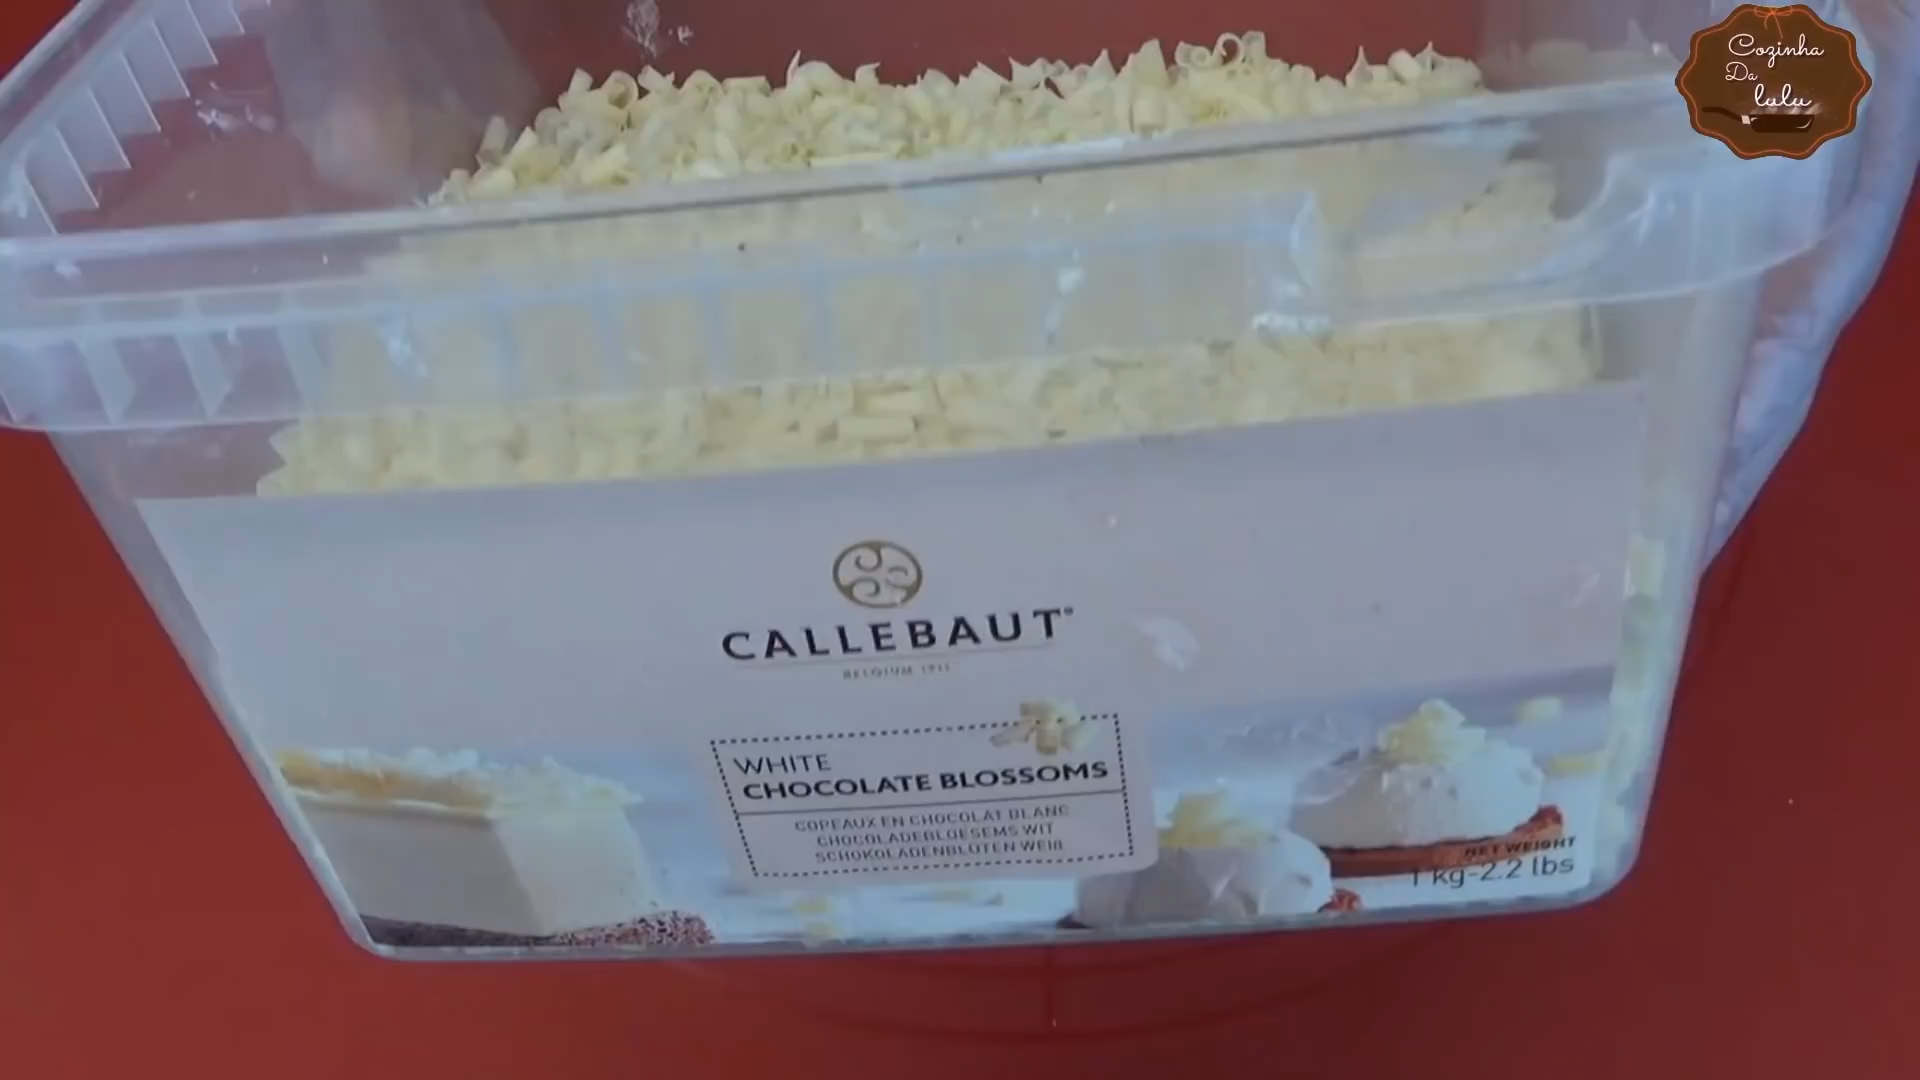 Cozinha
Da
lulu
CALLEBAUT
BELGIUM 1911
WHITE
CHOCOLATE BLOSSOMS
COPEAUX EN CHOCOLAT BLANC
CHOCOLADEBLOESEMS WIT
SCHOKOLADENBLÜTEN WEIß
NET WEIGHT
1 kg-2.2 lbs